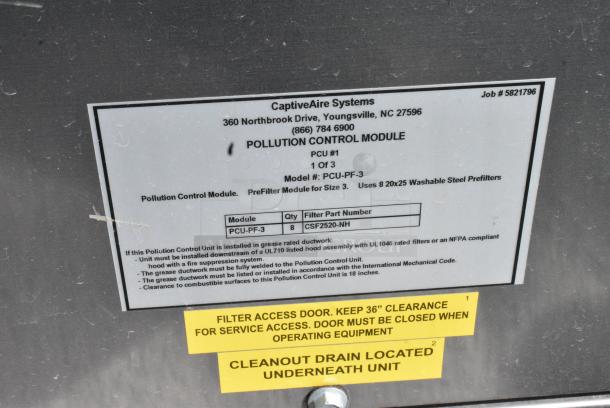 CaptiveAire Systems
Job # 5821796
360 Northbrook Drive, Youngsville, NC 27596
(866) 784 6900
POLLUTION CONTROL MODULE
PCU #1
1 Of 3
Model #: PCU-PF-3
Pollution Control Module. PreFilter Module for Size 3. Uses 8 20x25 Washable Steel Prefilters
Module Qty Filter Part Number
PCU-PF-3 8 CSF2520-NH
If this Pollution Control Unit is installed in grease rated ductwork:
- Unit must be installed downstream of a UL710 listed hood assembly with UL1046 rated filters or an NFPA compliant
hood with a fire suppression system
- The grease ductwork must be fully welded to the Pollution Control Unit.
- The grease ductwork must be listed or installed in accordance with the International Mechanical Code.
- Clearance to combustible surfaces to this Pollution Control Unit is 18 inches.
1
FILTER ACCESS DOOR. KEEP 36" CLEARANCE
FOR SERVICE ACCESS. DOOR MUST BE CLOSED WHEN
OPERATING EQUIPMENT
2
CLEANOUT DRAIN LOCATED
UNDERNEATH UNIT